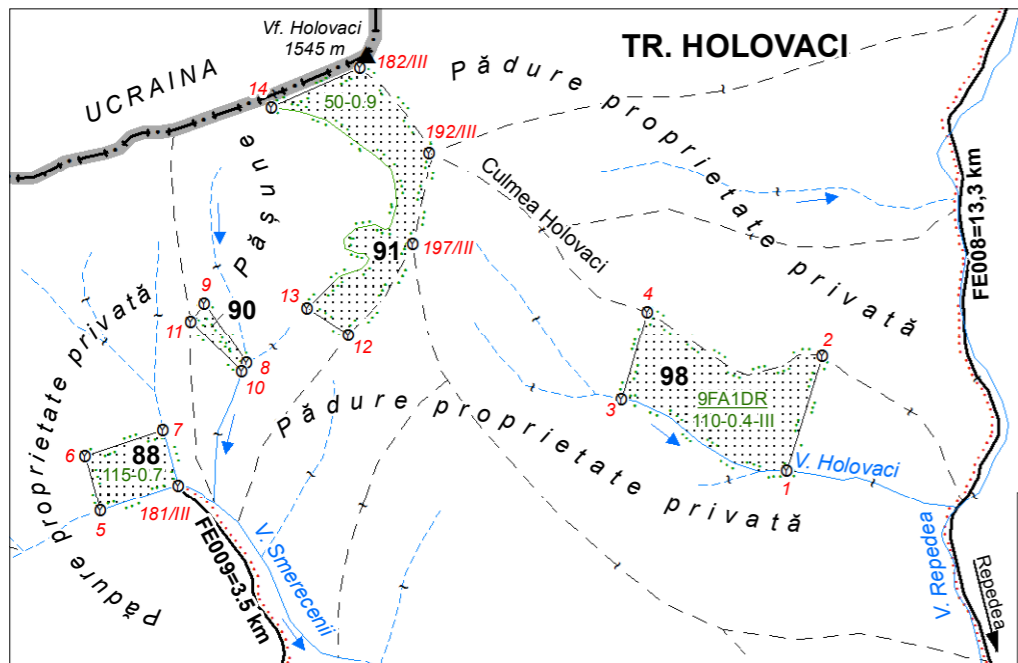 Vf. Holovaci
1545 m
TR. HOLOVACI
182/III
UCRAINA
14
50-0.9
Pădure proprietate privată
192/III
Pășune
Culmea Holovaci
FE008=13,3 km
91
197/III
9
90
13
4
11
12
2
8
10
98
9FA1DR
110-0.4-III
3
Pădure proprietate privată
7
6
88
115-0.7
V. Holovaci
1
5
181/III
FE009=3.5 km
V. Smerecenii
V. Repedea
Repedea
pădure proprietate privată